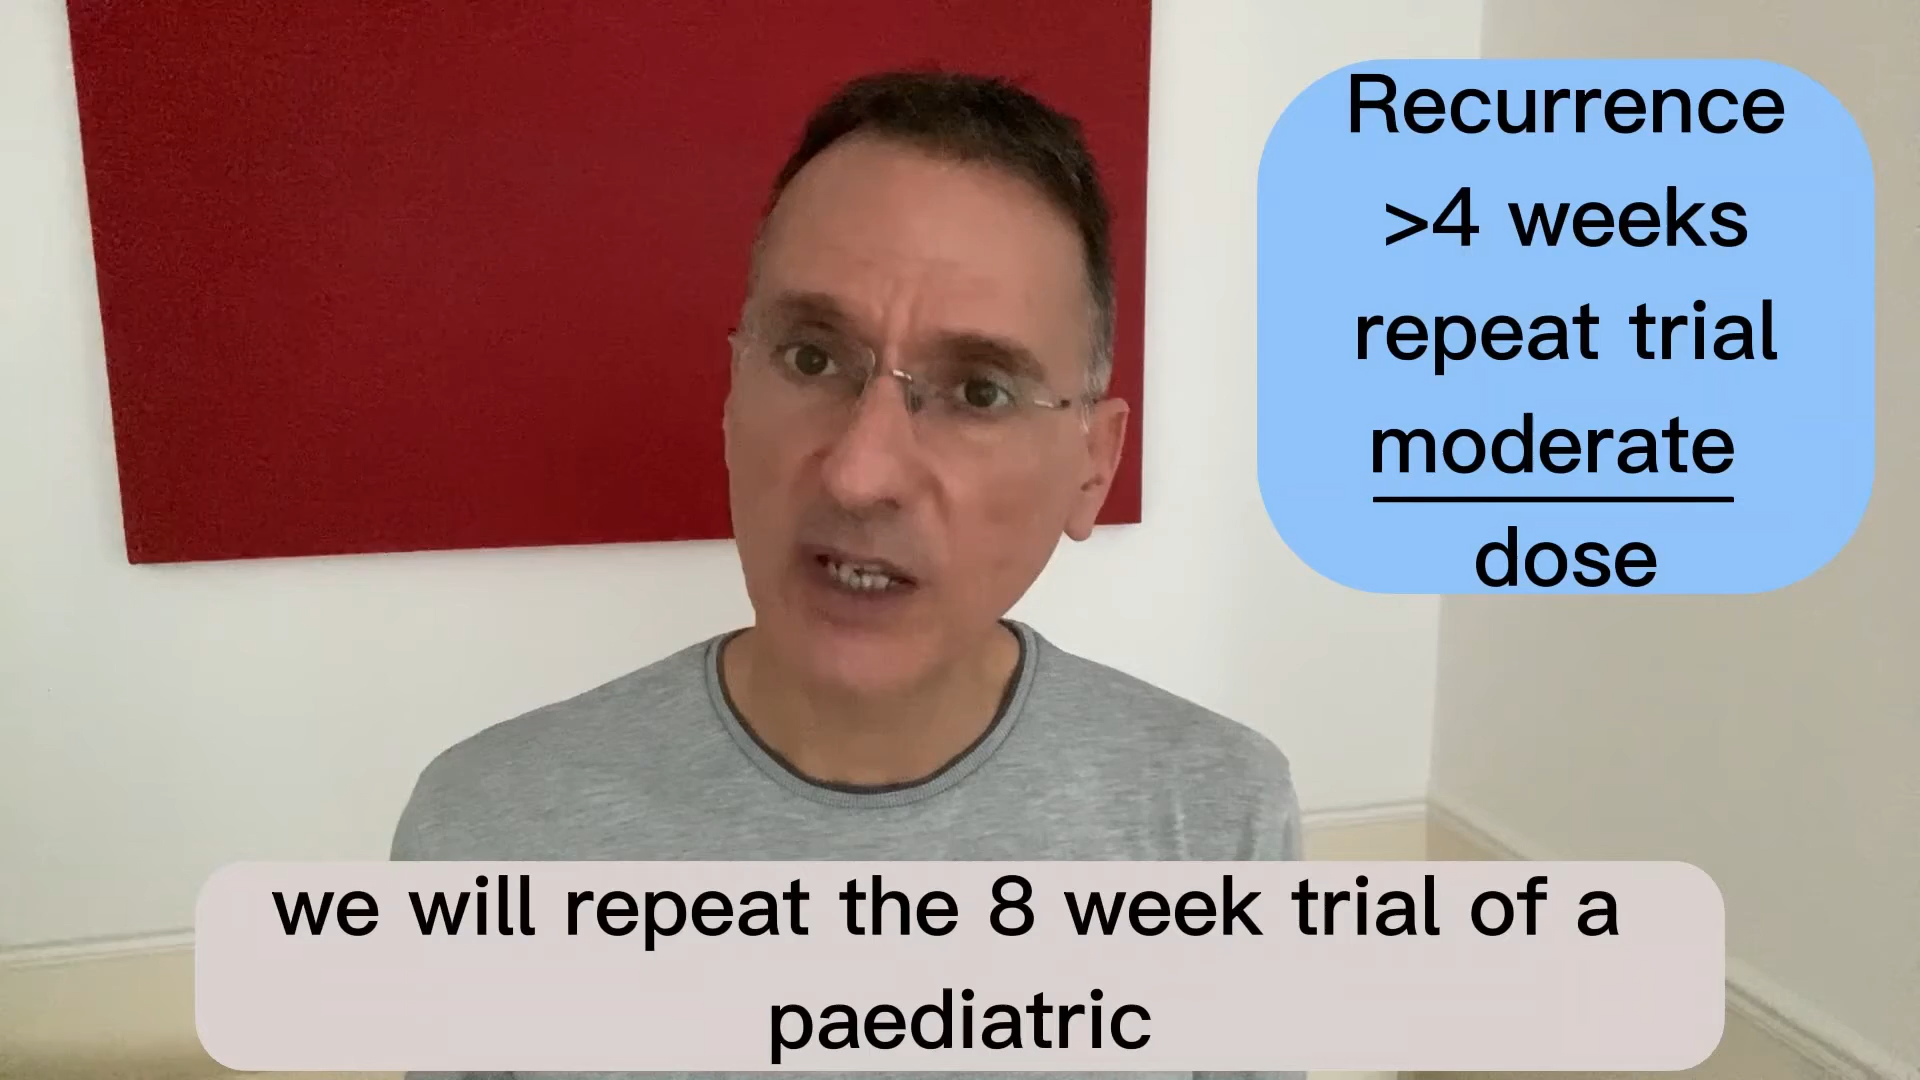 Recurrence
>4 weeks
repeat trial
moderate
dose
we will repeat the 8 week trial of a
paediatric